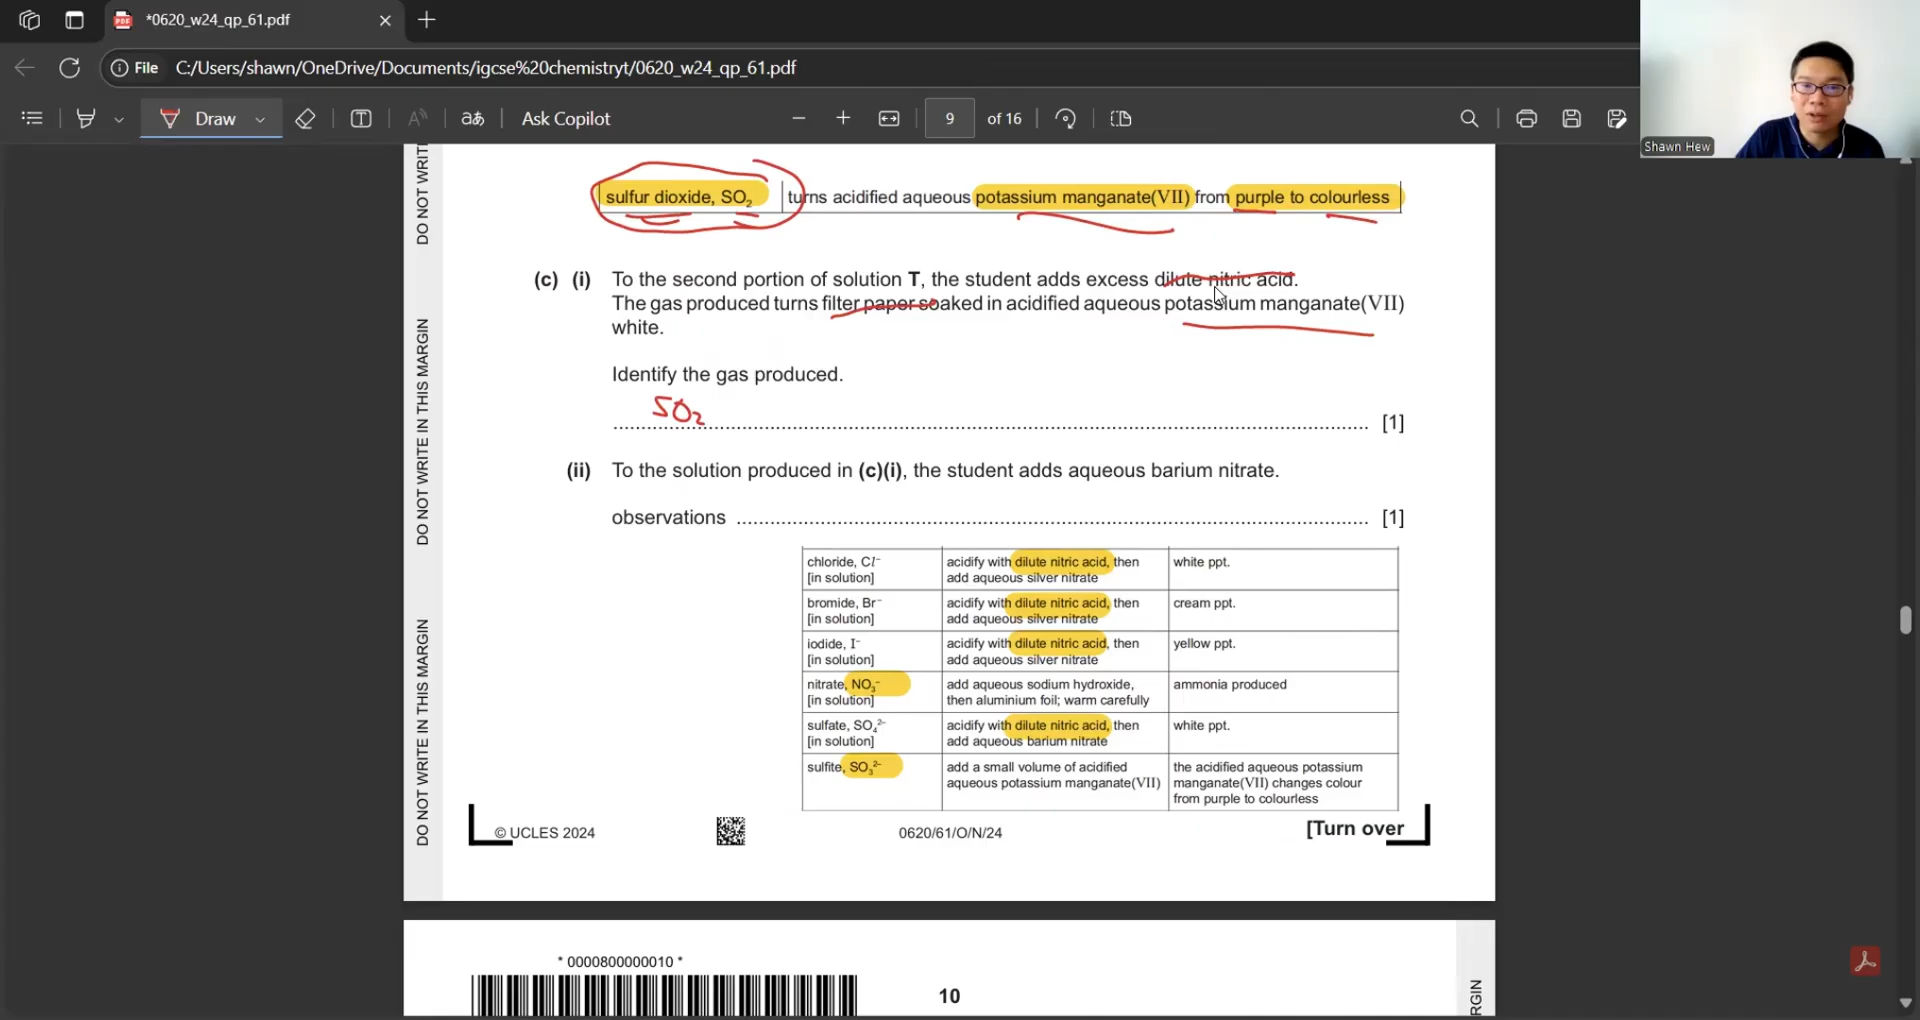 *0620_w24_qp_61.pdf
File C:/Users/shawn/OneDrive/Documents/igcse%20chemistryt/0620_w24_qp_61.pdf
Draw aあ Ask Copilot 9 of 16
Shawn Hew
DO NOT WRIT
sulfur dioxide, SO₂ turns acidified aqueous potassium manganate(VII) from purple to colourless
(c) (i) To the second portion of solution T, the student adds excess dilute nitric acid.
The gas produced turns filter paper soaked in acidified aqueous potassium manganate(VII)
white.
Identify the gas produced.
SO₂
[1]
DO NOT WRITE IN THIS MARGIN
(ii) To the solution produced in (c)(i), the student adds aqueous barium nitrate.
observations [1]
chloride, Cl⁻ acidify with dilute nitric acid, then white ppt.
[in solution] add aqueous silver nitrate
bromide, Br⁻ acidify with dilute nitric acid, then cream ppt.
[in solution] add aqueous silver nitrate
iodide, I⁻ acidify with dilute nitric acid, then yellow ppt.
[in solution] add aqueous silver nitrate
nitrate, NO₃⁻ add aqueous sodium hydroxide, ammonia produced
[in solution] then aluminium foil; warm carefully
sulfate, SO₄²⁻ acidify with dilute nitric acid, then white ppt.
[in solution] add aqueous barium nitrate
sulfite, SO₃²⁻ add a small volume of acidified the acidified aqueous potassium
aqueous potassium manganate(VII) manganate(VII) changes colour
from purple to colourless
DO NOT WRITE IN THIS MARGIN
© UCLES 2024 0620/61/O/N/24 [Turn over
* 0000800000010 *
10
RGIN